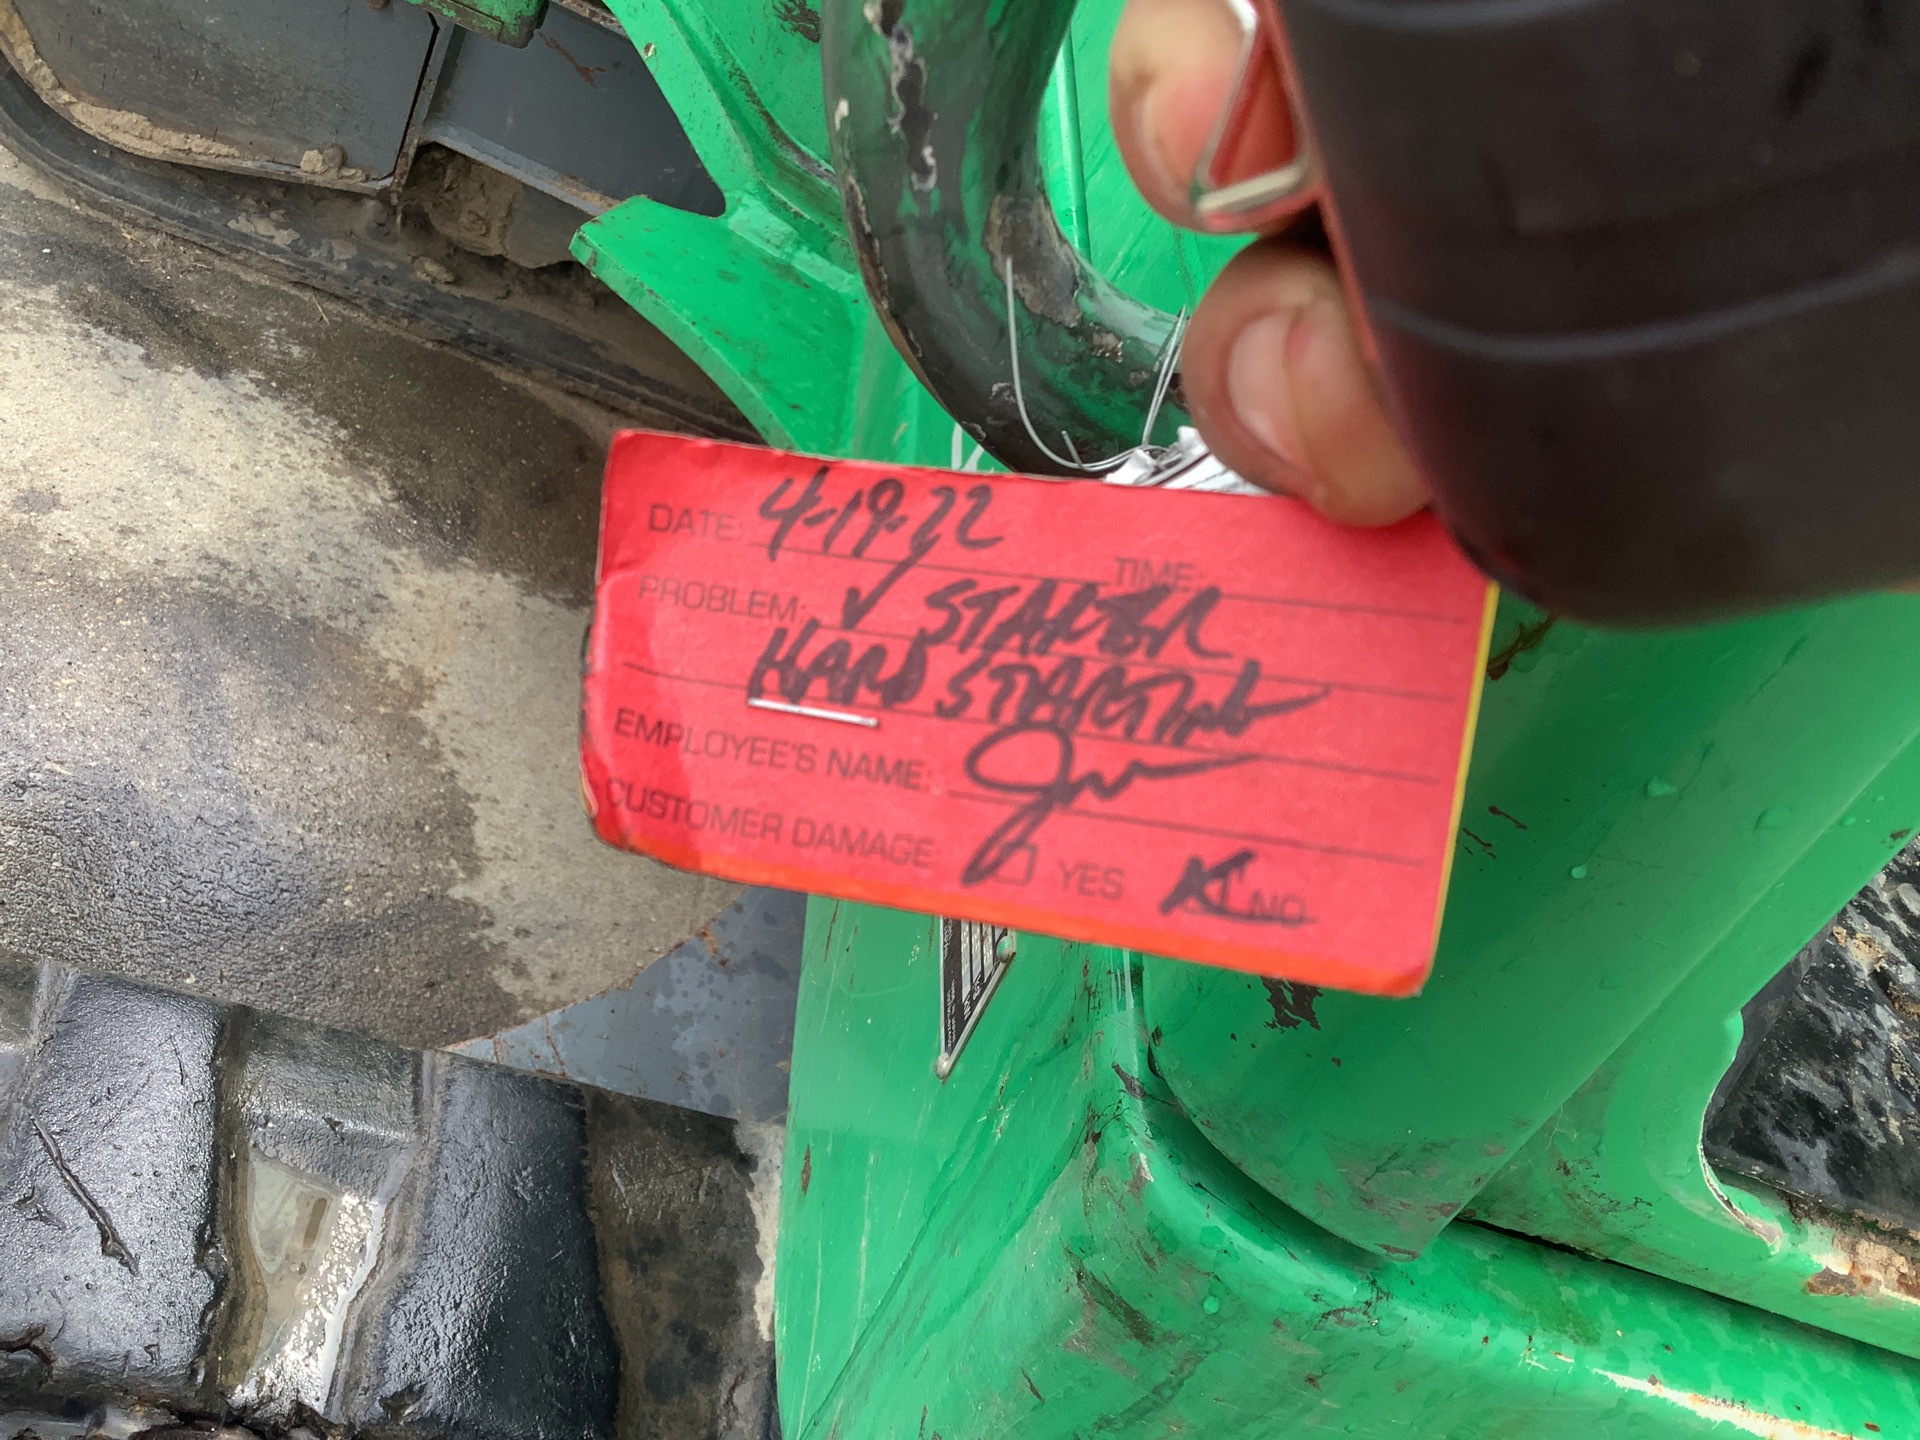 DATE: 4-19-22
TIME:
PROBLEM: ✓ STARTER
HARD STARTING
EMPLOYEE'S NAME:
CUSTOMER DAMAGE YES NO